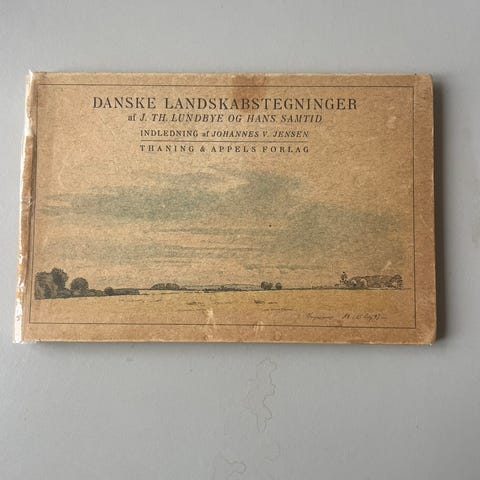 DANSKE LANDSKABSTEGNINGER
af J. TH. LUNDBYE OG HANS SAMTID
INDLEDNING af JOHANNES V. JENSEN
THANING & APPELS FORLAG